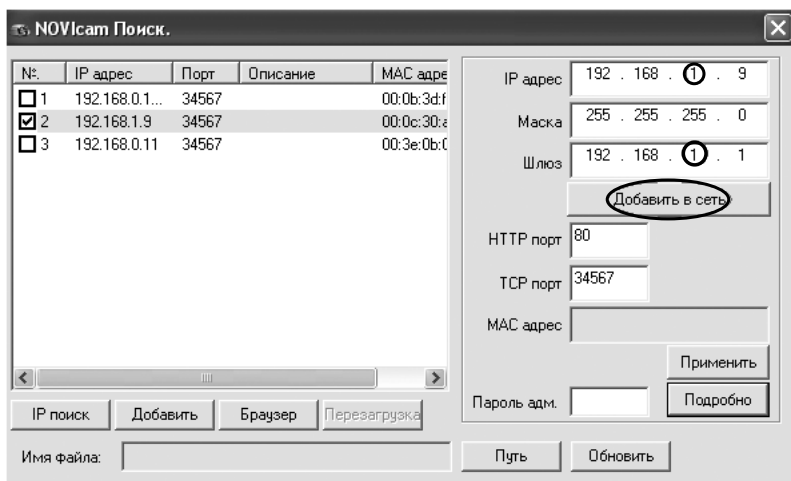 NOVIcam Поиск.
№. IP адрес Порт Описание MAC адре
1 192.168.0.1... 34567 00:0b:3d:f
2 192.168.1.9 34567 00:0c:30:a
3 192.168.0.11 34567 00:3e:0b:0
IP адрес 192 . 168 . 1 . 9
Маска 255 . 255 . 255 . 0
Шлюз 192 . 168 . 1 . 1
Добавить в сеть
HTTP порт 80
TCP порт 34567
MAC адрес
Применить
Пароль адм. Подробно
IP поиск Добавить Браузер Перезагрузка
Имя файла: Путь Обновить